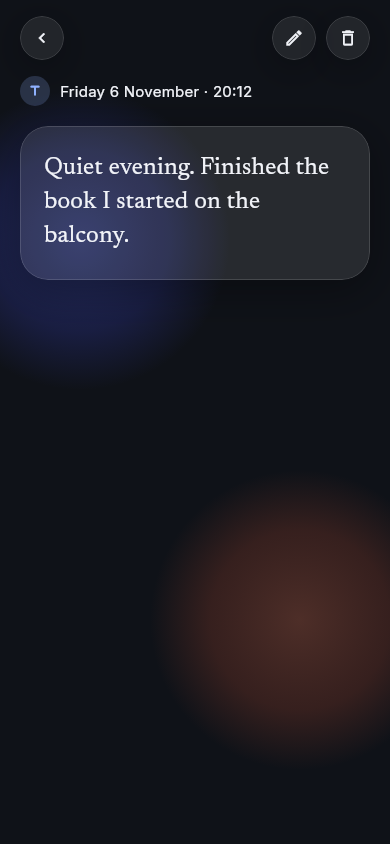 T Friday 6 November · 20:12
Quiet evening. Finished the
book I started on the
balcony.